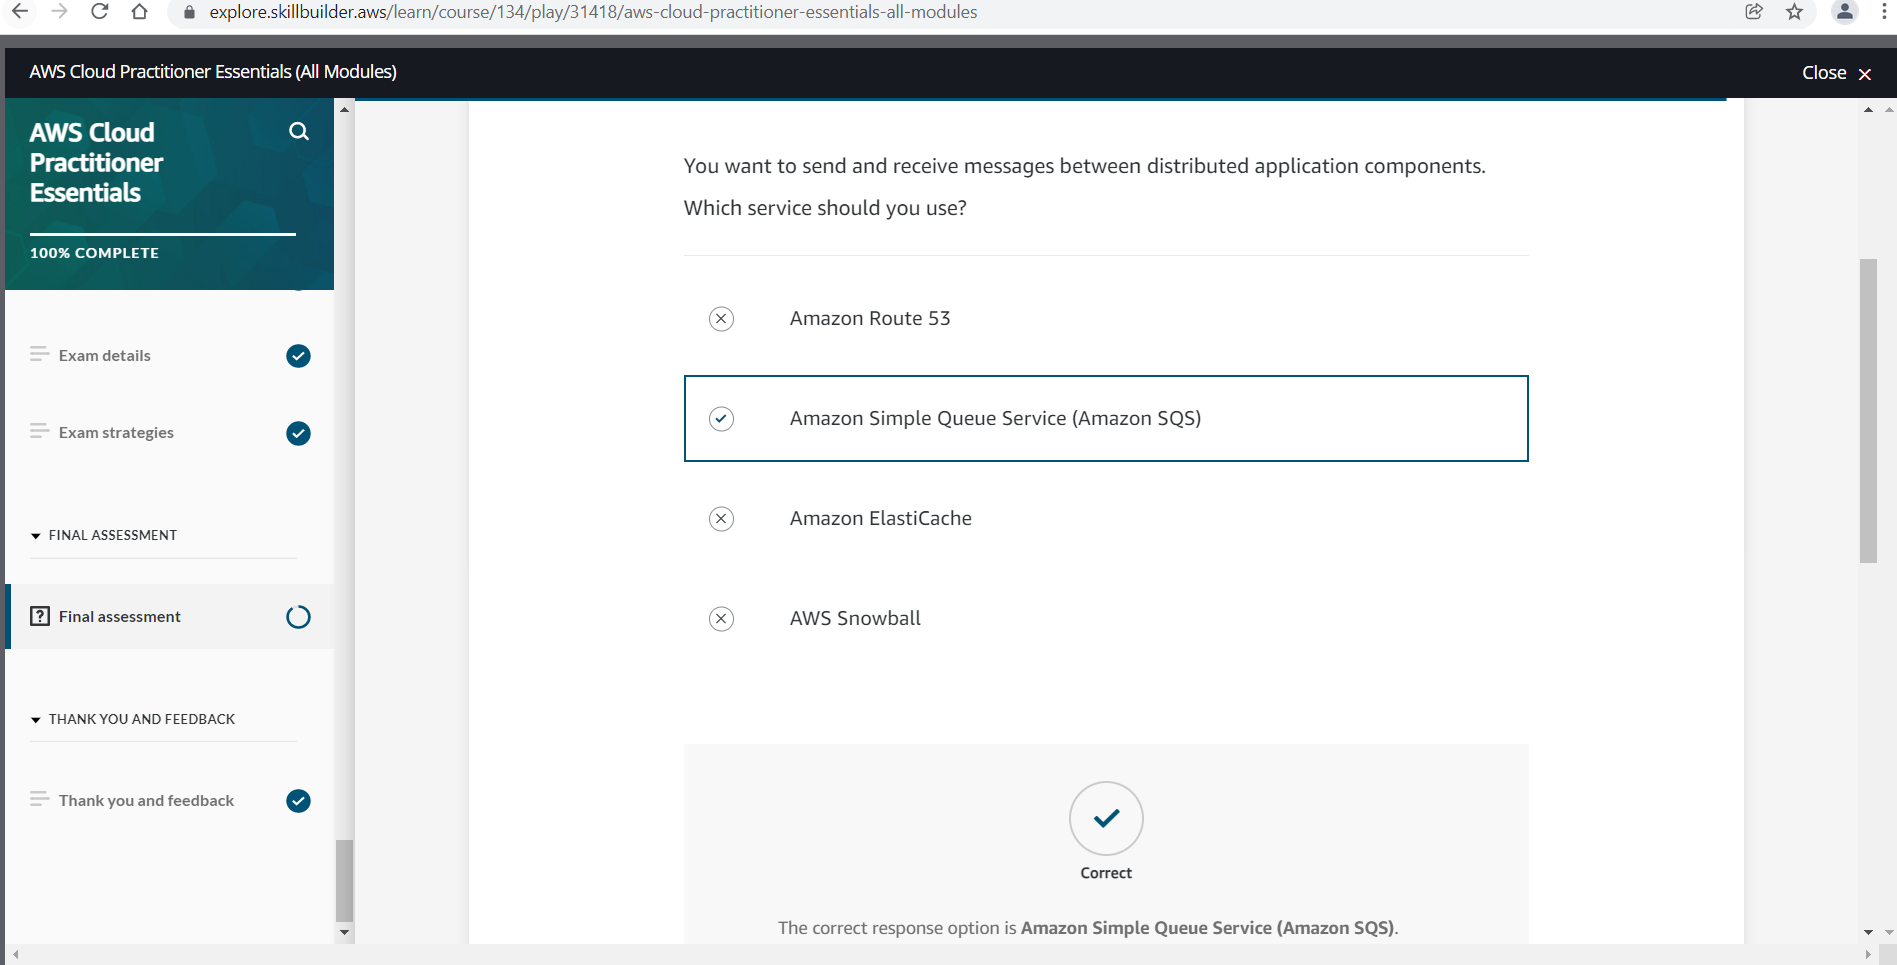 explore.skillbuilder.aws/learn/course/134/play/31418/aws-cloud-practitioner-essentials-all-modules
AWS Cloud Practitioner Essentials (All Modules)
Close
AWS Cloud
Practitioner
Essentials
100% COMPLETE
Exam details
Exam strategies
FINAL ASSESSMENT
Final assessment
THANK YOU AND FEEDBACK
Thank you and feedback
You want to send and receive messages between distributed application components.
Which service should you use?
Amazon Route 53
Amazon Simple Queue Service (Amazon SQS)
Amazon ElastiCache
AWS Snowball
Correct
The correct response option is Amazon Simple Queue Service (Amazon SQS).